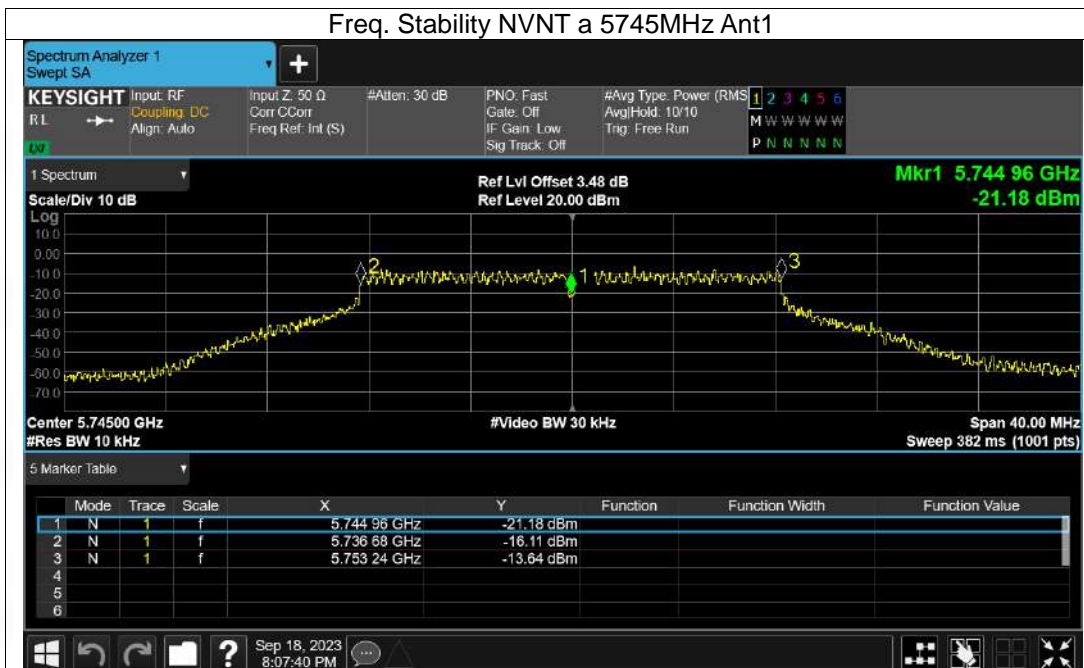 Freq. Stability NVNT a 5745MHz Ant1
Spectrum Analyzer 1
Swept SA
KEYSIGHT Input: RF Input Z: 50 Ω #Atten: 30 dB PNO: Fast #Avg Type: Power (RMS 1 2 3 4 5 6
RL Coupling: DC Corr CCorr Gate: Off Avg|Hold: 10/10 M W W W W W
Align: Auto Freq Ref: Int (S) IF Gain: Low Trig: Free Run
Sig Track: Off P N N N N N
1 Spectrum Ref Lvl Offset 3.48 dB Mkr1 5.744 96 GHz
Scale/Div 10 dB Ref Level 20.00 dBm -21.18 dBm
Log
10.0
0.00
-10.0
-20.0
-30.0
-40.0
-50.0
-60.0
-70.0
2
1
3
Center 5.74500 GHz #Video BW 30 kHz Span 40.00 MHz
#Res BW 10 kHz Sweep 382 ms (1001 pts)
5 Marker Table
Mode Trace Scale X Y Function Function Width Function Value
1 N 1 f 5.744 96 GHz -21.18 dBm
2 N 1 f 5.736 68 GHz -16.11 dBm
3 N 1 f 5.753 24 GHz -13.64 dBm
4
5
6
? Sep 18, 2023
8:07:40 PM